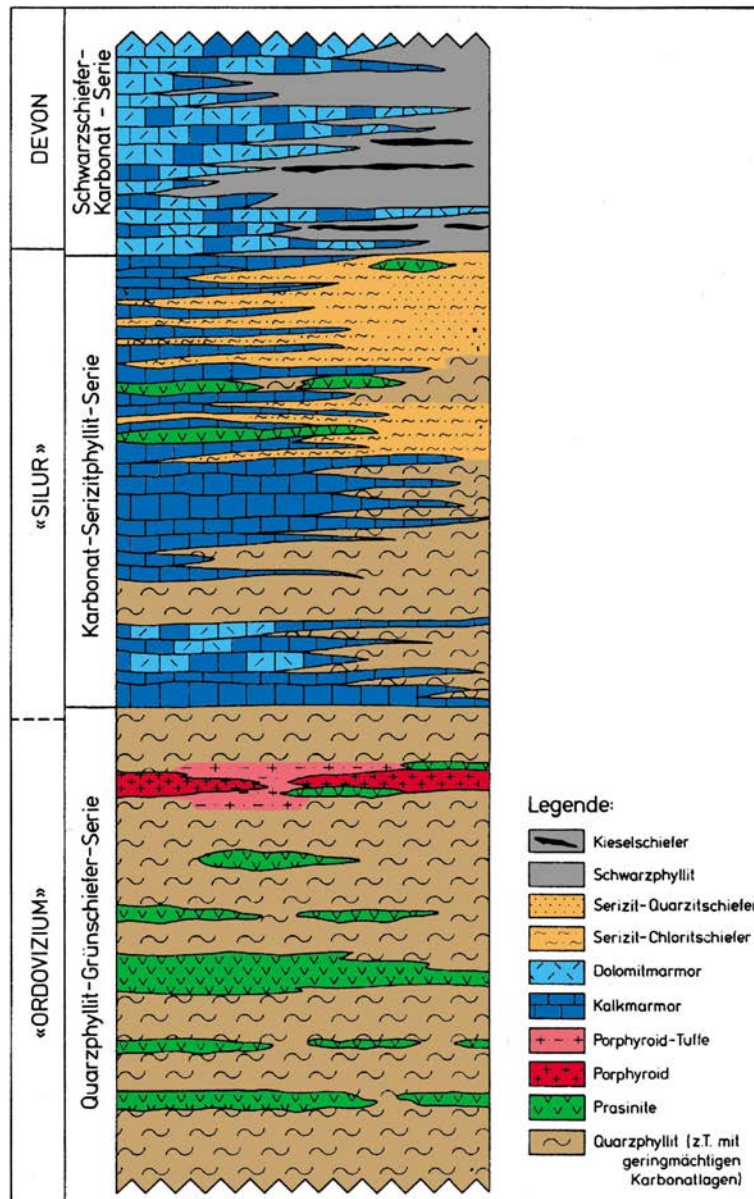 DEVON
Schwarzschiefer-
Karbonat - Serie
«SILUR»
Karbonat-Serizitphyllit-Serie
«ORDOVIZIUM»
Quarzphyllit-Grünschiefer-Serie
Legende:
Kieselschiefer
Schwarzphyllit
Serizit-Quarzitschiefer
Serizit-Chloritschiefer
Dolomitmarmor
Kalkmarmor
Porphyroid-Tuffe
Porphyroid
Prasinite
Quarzphyllit (z.T. mit
geringmächtigen
Karbonatlagen)